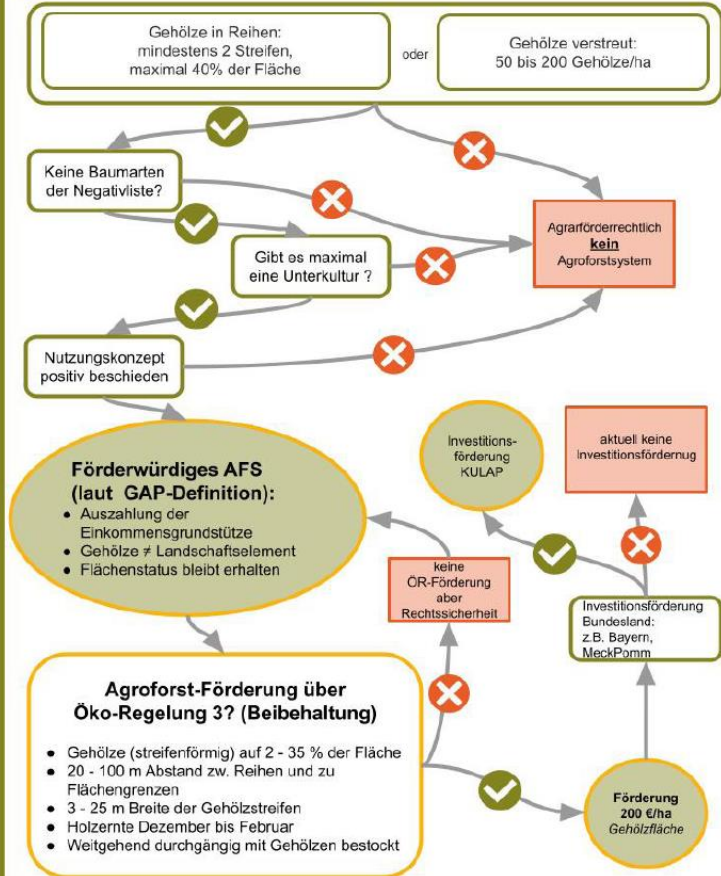 Gehölze in Reihen:
mindestens 2 Streifen,
maximal 40% der Fläche
oder
Gehölze verstreut:
50 bis 200 Gehölze/ha
Keine Baumarten
der Negativliste?
Gibt es maximal
eine Unterkultur ?
Agrarförderrechtlich
kein
Agroforstsystem
Nutzungskonzept
positiv beschieden
Förderwürdiges AFS
(laut GAP-Definition):
• Auszahlung der
Einkommensgrundstütze
• Gehölze ≠ Landschaftselement
• Flächenstatus bleibt erhalten
Investitions-
förderung
KULAP
aktuell keine
Investitionsfördernug
keine
ÖR-Förderung
aber
Rechtssicherheit
Investitionsförderung
Bundesland:
z.B. Bayern,
MeckPomm
Agroforst-Förderung über
Öko-Regelung 3? (Beibehaltung)
• Gehölze (streifenförmig) auf 2 - 35 % der Fläche
• 20 - 100 m Abstand zw. Reihen und zu
Flächengrenzen
• 3 - 25 m Breite der Gehölzstreifen
• Holzernte Dezember bis Februar
• Weitgehend durchgängig mit Gehölzen bestockt
Förderung
200 €/ha
Gehölzfläche